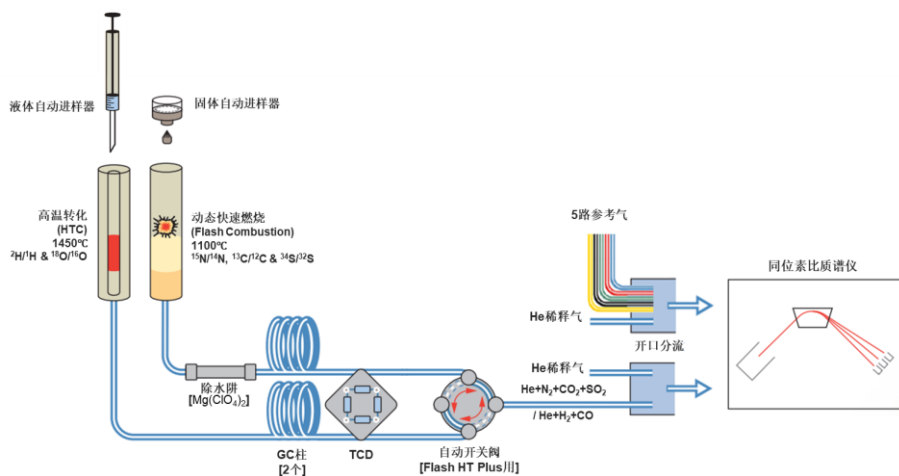 液体自动进样器
固体自动进样器
高温转化
(HTC)
1450℃
²H/¹H & ¹⁸O/¹⁶O
动态快速燃烧
(Flash Combustion)
1100℃
¹⁵N/¹⁴N, ¹³C/¹²C & ³⁴S/³²S
除水阱
[Mg(ClO₄)₂]
GC柱
[2个]
TCD
自动开关阀
[Flash HT Plus用]
5路参考气
He稀释气
开口分流
He稀释气
He+N₂+CO₂+SO₂
/ He+H₂+CO
同位素比质谱仪